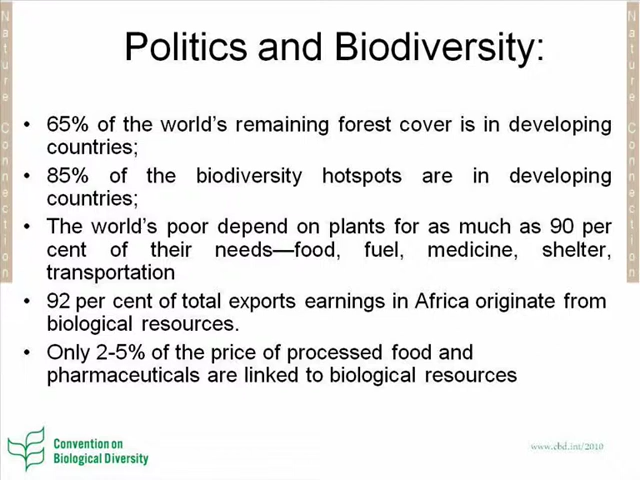 Politics and Biodiversity:
• 65% of the world's remaining forest cover is in developing
countries;
• 85% of the biodiversity hotspots are in developing
countries;
• The world's poor depend on plants for as much as 90 per
cent of their needs—food, fuel, medicine, shelter,
transportation
• 92 per cent of total exports earnings in Africa originate from
biological resources.
• Only 2-5% of the price of processed food and
pharmaceuticals are linked to biological resources
Nature Connection
Nature Connection
Convention on
Biological Diversity
www.cbd.int/2010